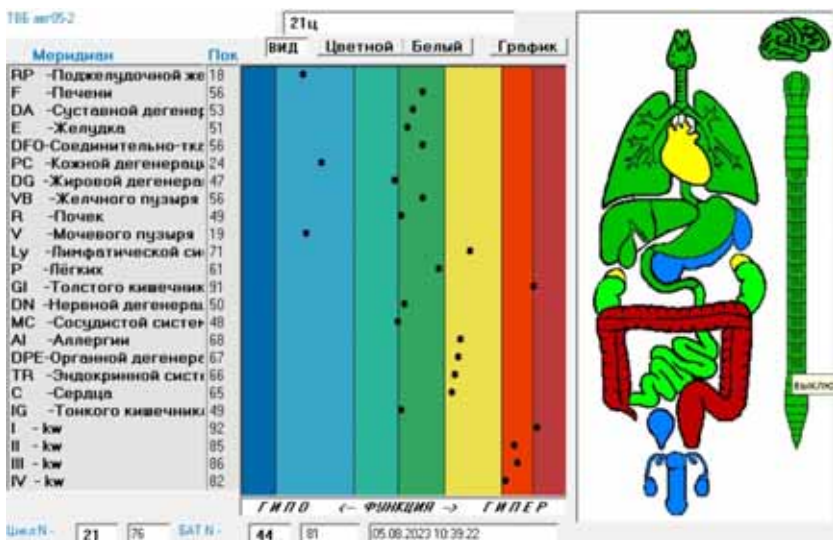 ТВБ авг05-2
21ц
ВИД Цветной Белый График
Меридиан Пок
RP -Поджелудочной же 18
F -Печени 56
DA -Суставной дегенер 53
E -Желудка 51
DFO-Соединительно-тка 56
PC -Кожной дегенераци 24
DG -Жировой дегенера 47
VB -Желчного пузыря 56
R -Почек 49
V -Мочевого пузыря 19
Ly -Лимфатической си 71
P -Лёгких 61
GI -Толстого кишечник 91
DN -Нервной дегенерац 50
MC -Сосудистой систем 48
AI -Аллергии 68
DPE-Органной дегенера 67
TR -Эндокринной систе 66
C -Сердца 65
IG -Тонкого кишечника 49
I - kw 92
II - kw 85
III - kw 86
IV - kw 82
ГИПО <- ФУНКЦИЯ -> ГИПЕР
выклю
Цикл N - 21 76 БАТ N - 44 81 05.08.2023 10:39:22